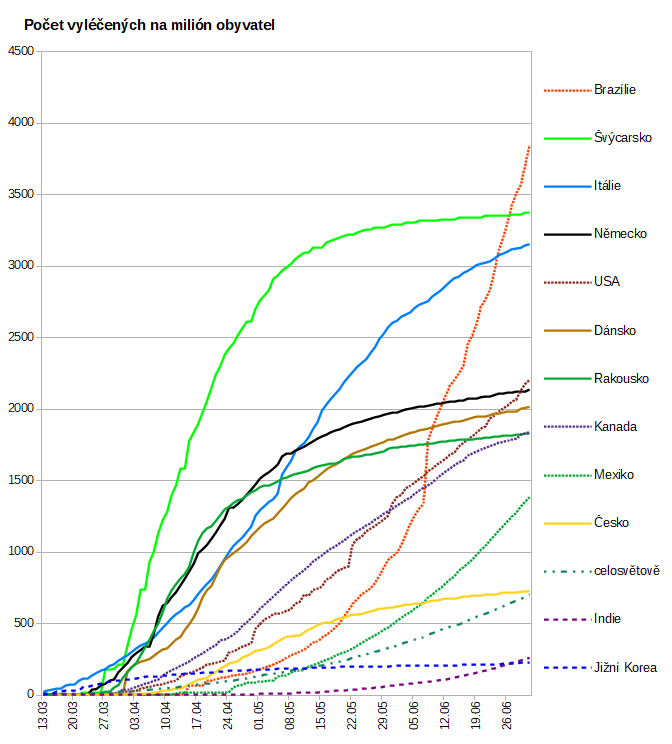 Počet vyléčených na milión obyvatel
4500
4000
3500
3000
2500
2000
1500
1000
500
0
13.03
20.03
27.03
03.04
10.04
17.04
24.04
01.05
08.05
15.05
22.05
29.05
05.06
12.06
19.06
26.06
Brazílie
Švýcarsko
Itálie
Německo
USA
Dánsko
Rakousko
Kanada
Mexiko
Česko
celosvětově
Indie
Jižní Korea